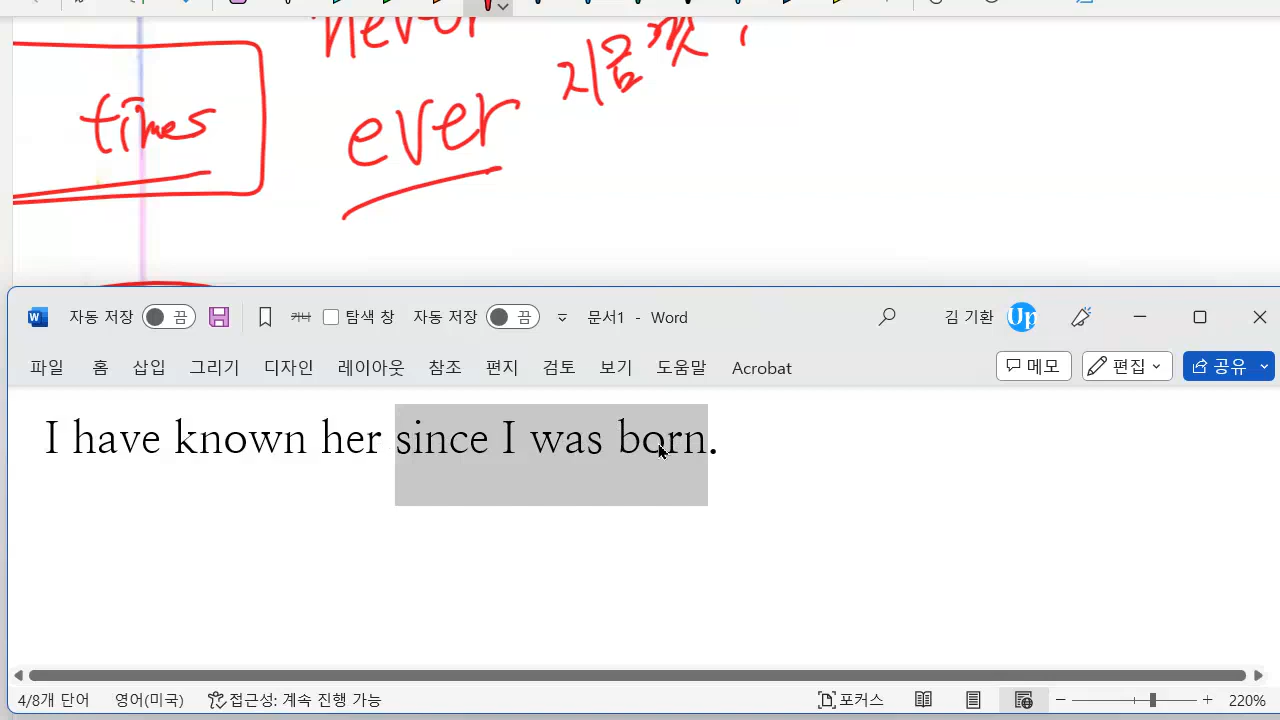 never
지금껏
times
ever
자동 저장 끔 카나 탐색 창 자동 저장 끔 문서1 - Word 김 기환 Up
파일 홈 삽입 그리기 디자인 레이아웃 참조 편지 검토 보기 도움말 Acrobat 메모 편집 공유
I have known her since I was born.
4/8개 단어 영어(미국) 접근성: 계속 진행 가능 포커스 220%